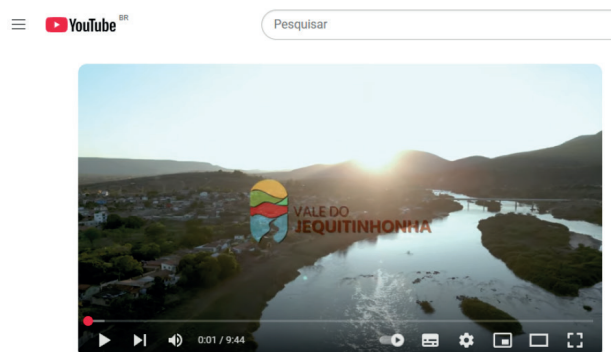 YouTube BR
Pesquisar
VALE DO
JEQUITINHONHA
0:01 / 9:44